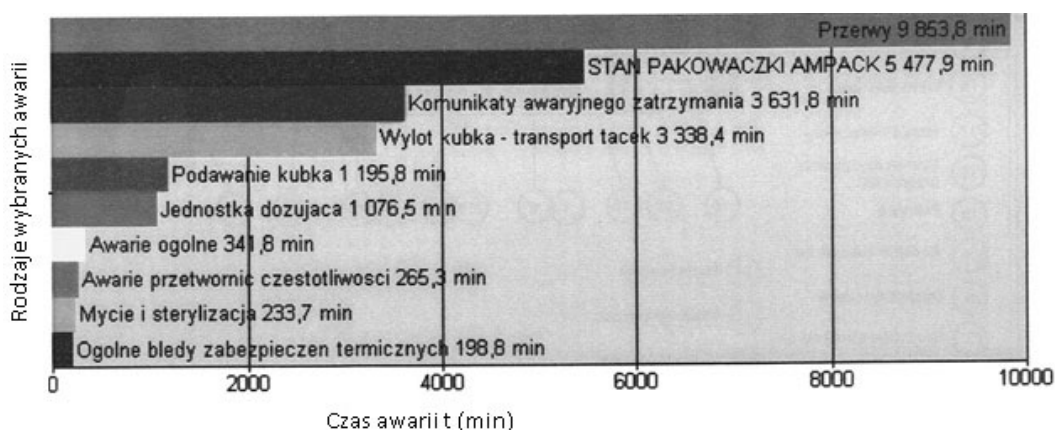 Rodzaje wybranych awarii
Przerwy 9 853,8 min
STAN PAKOWACZKI AMPACK 5 477,9 min
Komunikaty awaryjnego zatrzymania 3 631,8 min
Wylot kubka - transport tacek 3 338,4 min
Podawanie kubka 1 195,8 min
Jednostka dozujaca 1 076,5 min
Awarie ogolne 341,8 min
Awarie przetwornic czestotliwosci 265,3 min
Mycie i sterylizacja 233,7 min
Ogolne bledy zabezpieczen termicznych 198,8 min
0 2000 4000 6000 8000 10000
Czas awarii t (min)